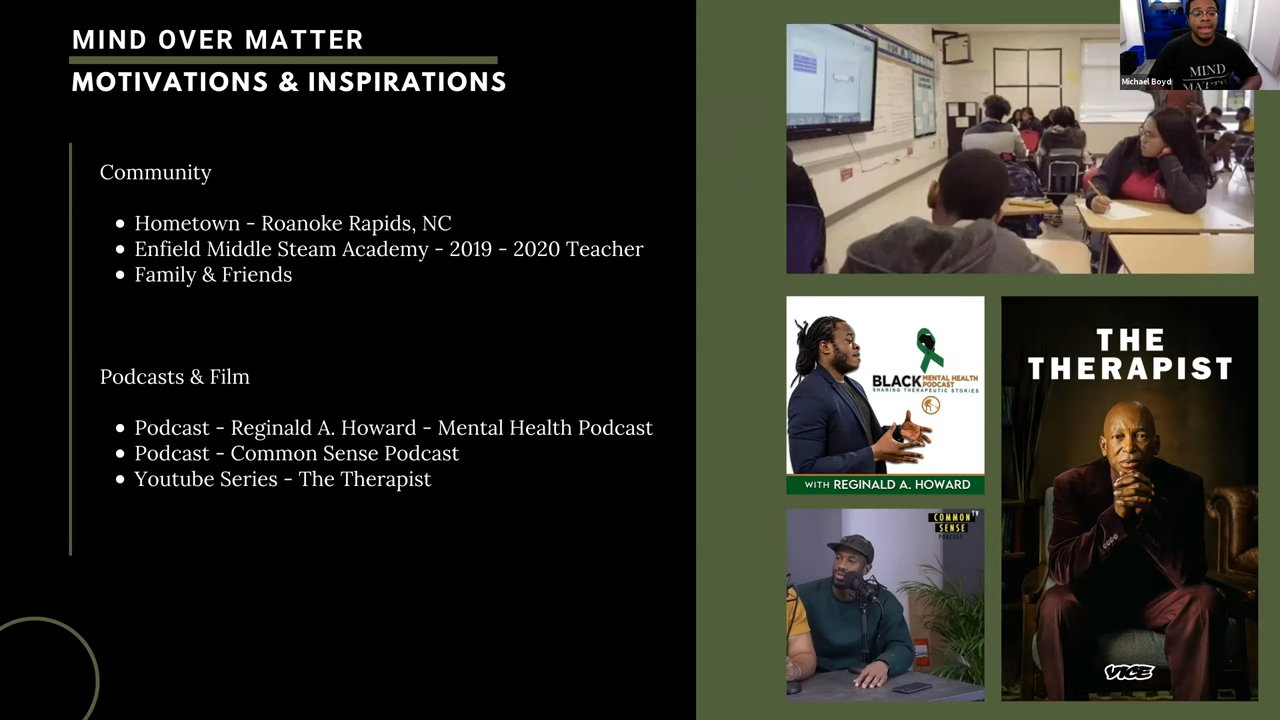 MIND OVER MATTER
MOTIVATIONS & INSPIRATIONS
Community
Hometown - Roanoke Rapids, NC
Enfield Middle Steam Academy - 2019 - 2020 Teacher
Family & Friends
Podcasts & Film
Podcast - Reginald A. Howard - Mental Health Podcast
Podcast - Common Sense Podcast
Youtube Series - The Therapist
Michael Boyd
MIND
MATTER
BLACK MENTAL HEALTH
PODCAST
SHARING THERAPEUTIC STORIES
WITH REGINALD A. HOWARD
THE
THERAPIST
VICE
COMMON TV
SENSE
PODCAST